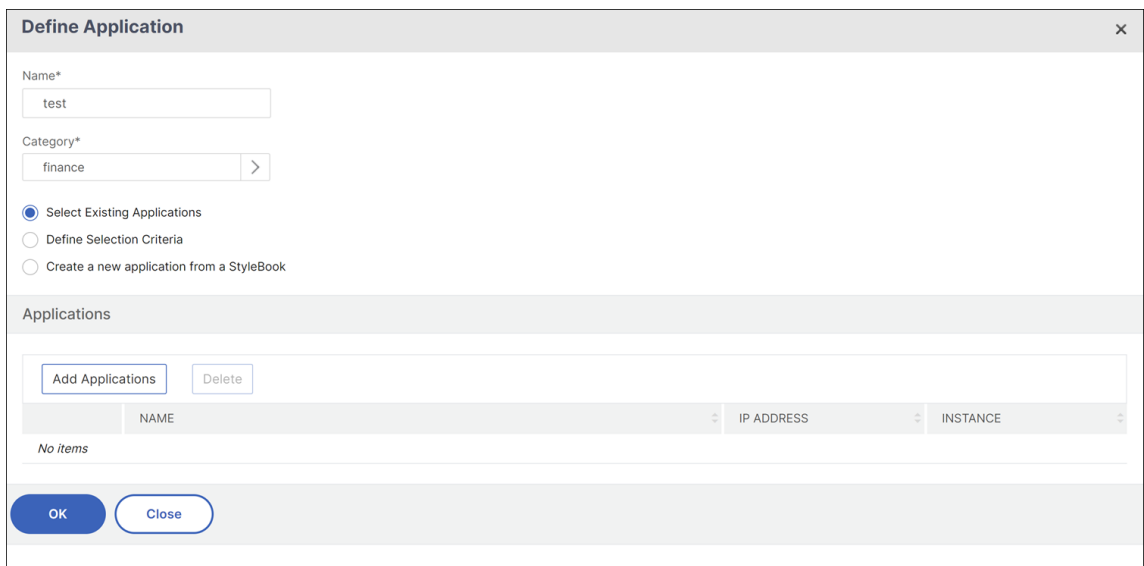 Define Application
Name*
test
Category*
finance
Select Existing Applications
Define Selection Criteria
Create a new application from a StyleBook
Applications
Add Applications Delete
NAME IP ADDRESS INSTANCE
No items
OK Close